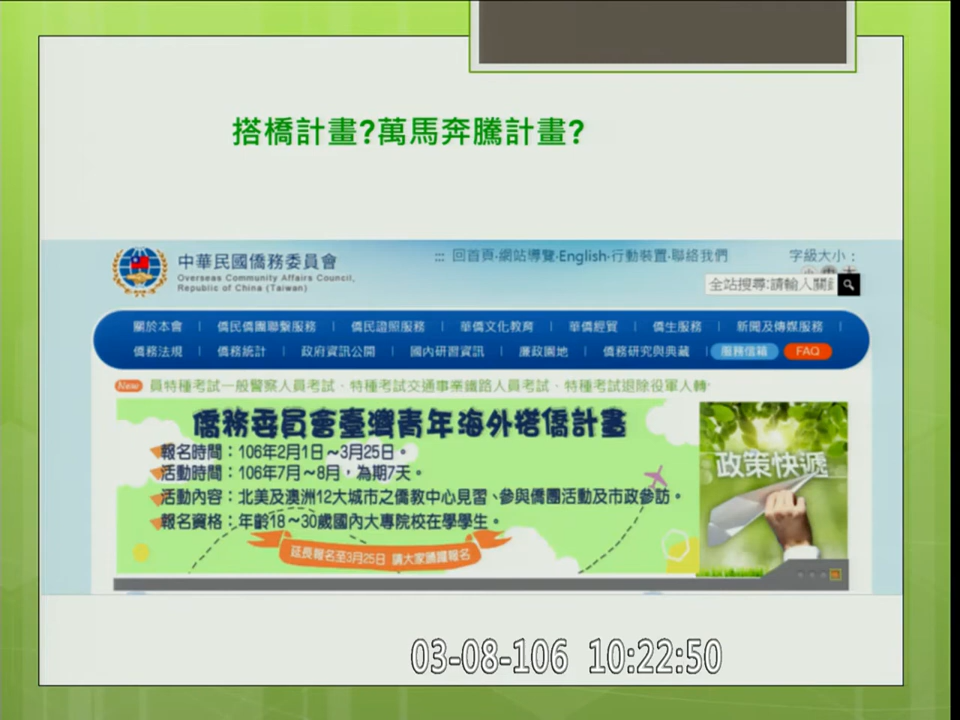 搭橋計畫?萬馬奔騰計畫?
中華民國僑務委員會
Overseas Community Affairs Council,
Republic of China (Taiwan)
::: 回首頁·網站導覽·English·行動裝置·聯絡我們
字級大小：
小 中 大
全站搜尋:請輸入關鍵
關於本會 | 僑民僑團聯繫服務 | 僑民證照服務 | 華僑文化教育 | 華僑經貿 | 僑生服務 | 新聞及傳媒服務 |
僑務法規 | 僑務統計 | 政府資訊公開 | 國內研習資訊 | 廉政園地 | 僑務研究與典藏 | 服務信箱 FAQ
New 員特種考試一般警察人員考試、特種考試交通事業鐵路人員考試、特種考試退除役軍人轉
僑務委員會臺灣青年海外搭僑計畫
報名時間：106年2月1日～3月25日。
活動時間：106年7月～8月，為期7天。
活動內容：北美及澳洲12大城市之僑教中心見習、參與僑團活動及市政參訪。
報名資格：年齡18～30歲國內大專院校在學學生。
延長報名至3月25日 請大家踴躍報名
政策快遞
03-08-106 10:22:50